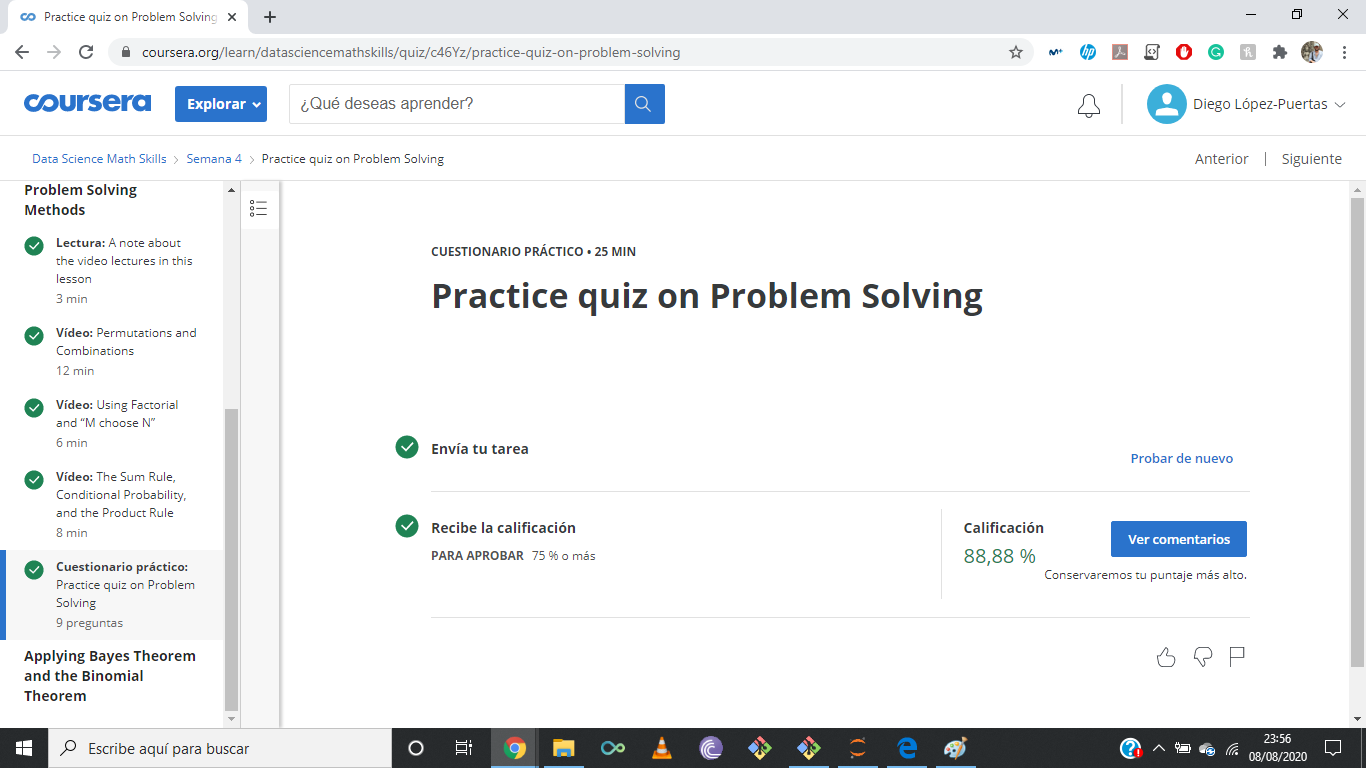 Practice quiz on Problem Solving
coursera.org/learn/datasciencemathskills/quiz/c46Yz/practice-quiz-on-problem-solving
coursera
Explorar
¿Qué deseas aprender?
Diego López-Puertas
Data Science Math Skills
Semana 4
Practice quiz on Problem Solving
Anterior | Siguiente
Problem Solving
Methods
Lectura: A note about
the video lectures in this
lesson
3 min
Vídeo: Permutations and
Combinations
12 min
Vídeo: Using Factorial
and “M choose N”
6 min
Vídeo: The Sum Rule,
Conditional Probability,
and the Product Rule
8 min
Cuestionario práctico:
Practice quiz on Problem
Solving
9 preguntas
Applying Bayes Theorem
and the Binomial
Theorem
CUESTIONARIO PRÁCTICO • 25 MIN
Practice quiz on Problem Solving
Envía tu tarea
Probar de nuevo
Recibe la calificación
PARA APROBAR 75 % o más
Calificación
88,88 %
Ver comentarios
Conservaremos tu puntaje más alto.
Escribe aquí para buscar
23:56
08/08/2020